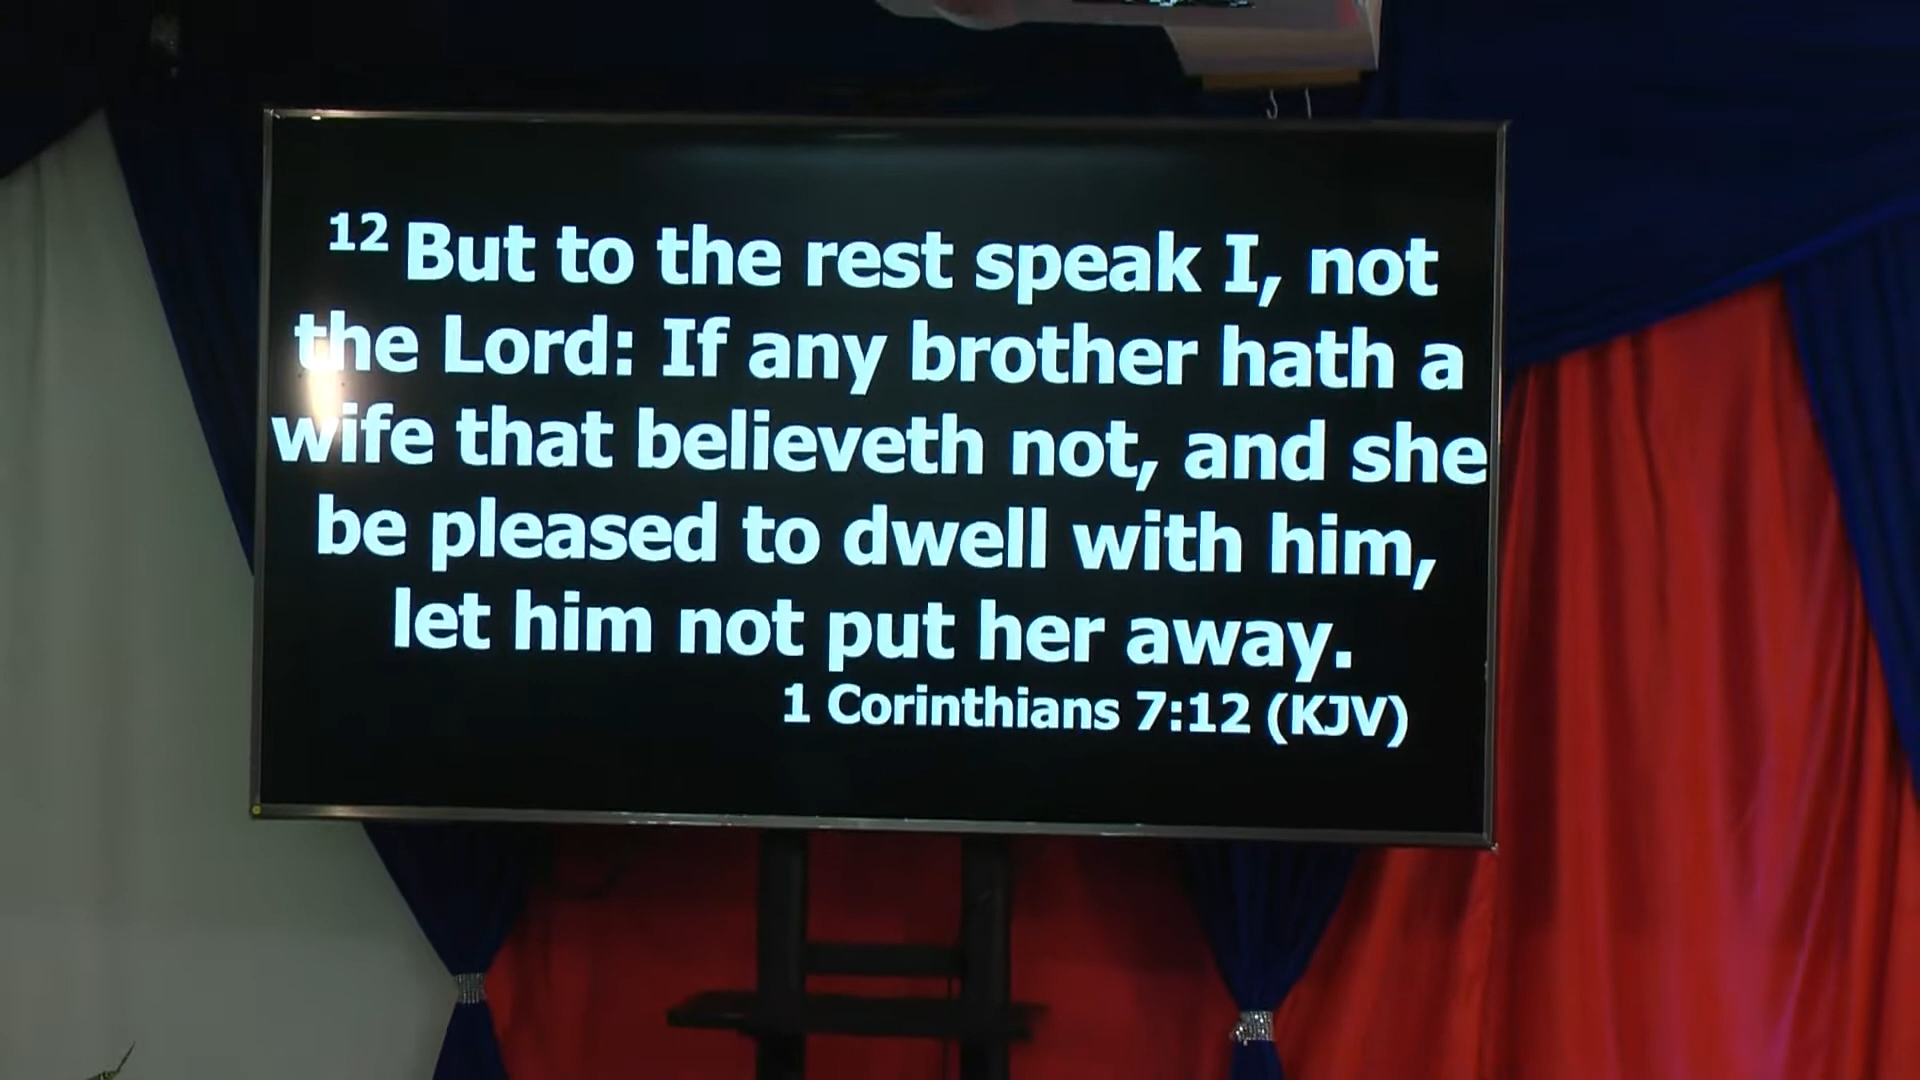 12 But to the rest speak I, not
the Lord: If any brother hath a
wife that believeth not, and she
be pleased to dwell with him,
let him not put her away.
1 Corinthians 7:12 (KJV)